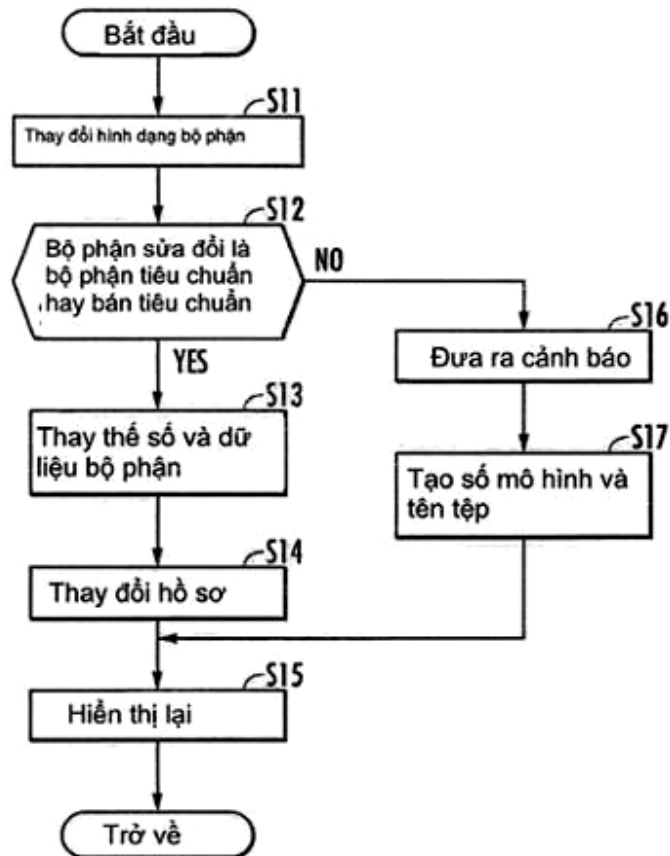 Bắt đầu
S11
Thay đổi hình dạng bộ phận
S12
Bộ phận sửa đổi là
bộ phận tiêu chuẩn
hay bán tiêu chuẩn
NO
YES
S13
Thay thế số và dữ
liệu bộ phận
S14
Thay đổi hồ sơ
S16
Đưa ra cảnh báo
S17
Tạo số mô hình và
tên tệp
S15
Hiển thị lại
Trở về